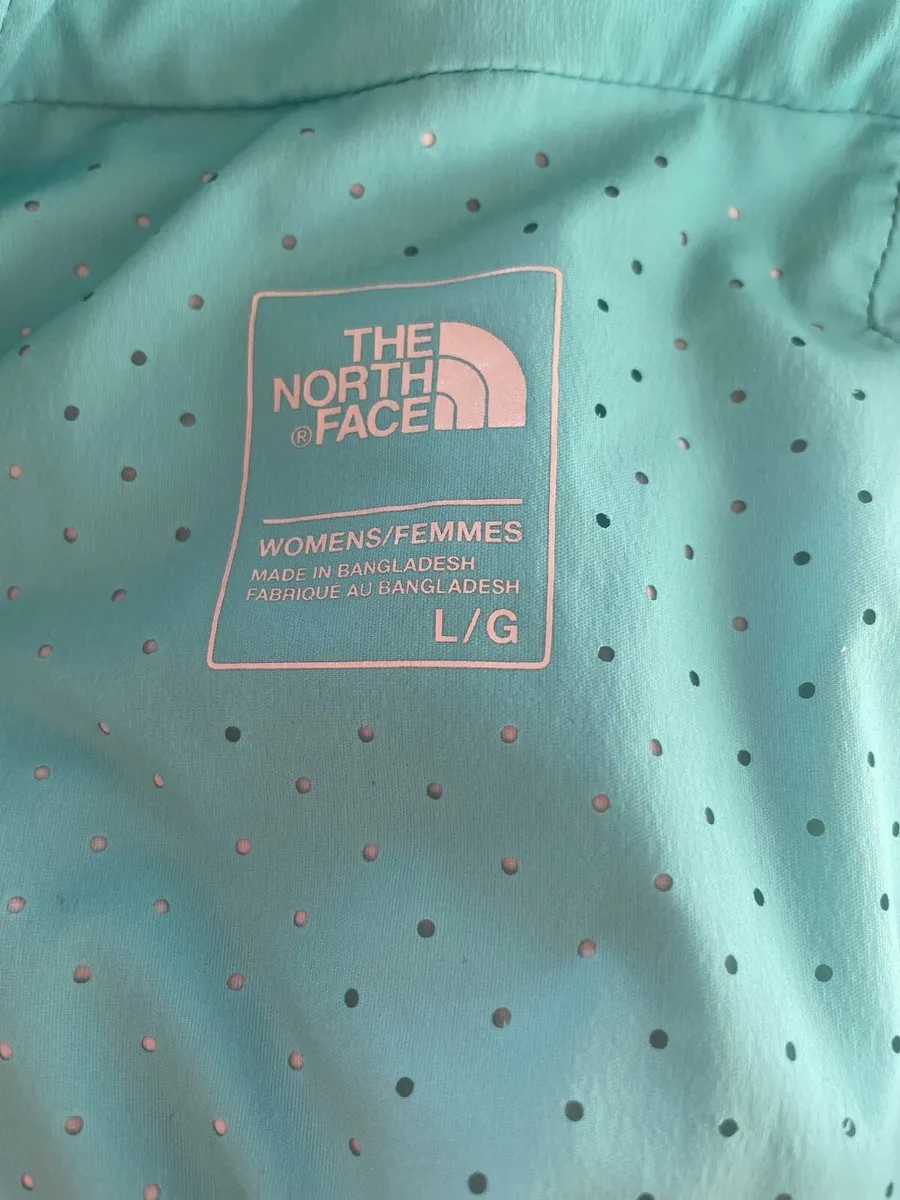 THE
NORTH
®FACE
WOMENS/FEMMES
MADE IN BANGLADESH
FABRIQUE AU BANGLADESH
L/G